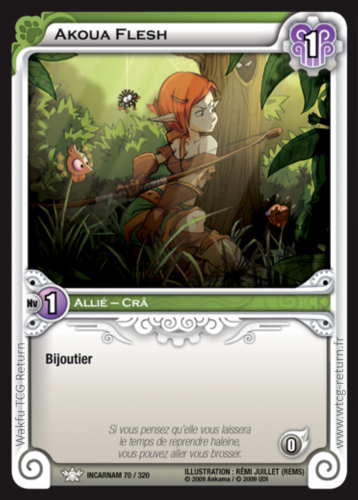 Akoua Flesh
1
Nv 1
Allié – Crâ
Bijoutier
Si vous pensez qu'elle vous laissera
le temps de reprendre haleine,
vous pouvez aller vous brosser.
0
INCARNAM 70 / 320
ILLUSTRATION : RÉMI JUILLET (REMS)
© 2009 Ankama / © 2009 UDI
Wakfu TCG Return
www.wtcg-return.fr